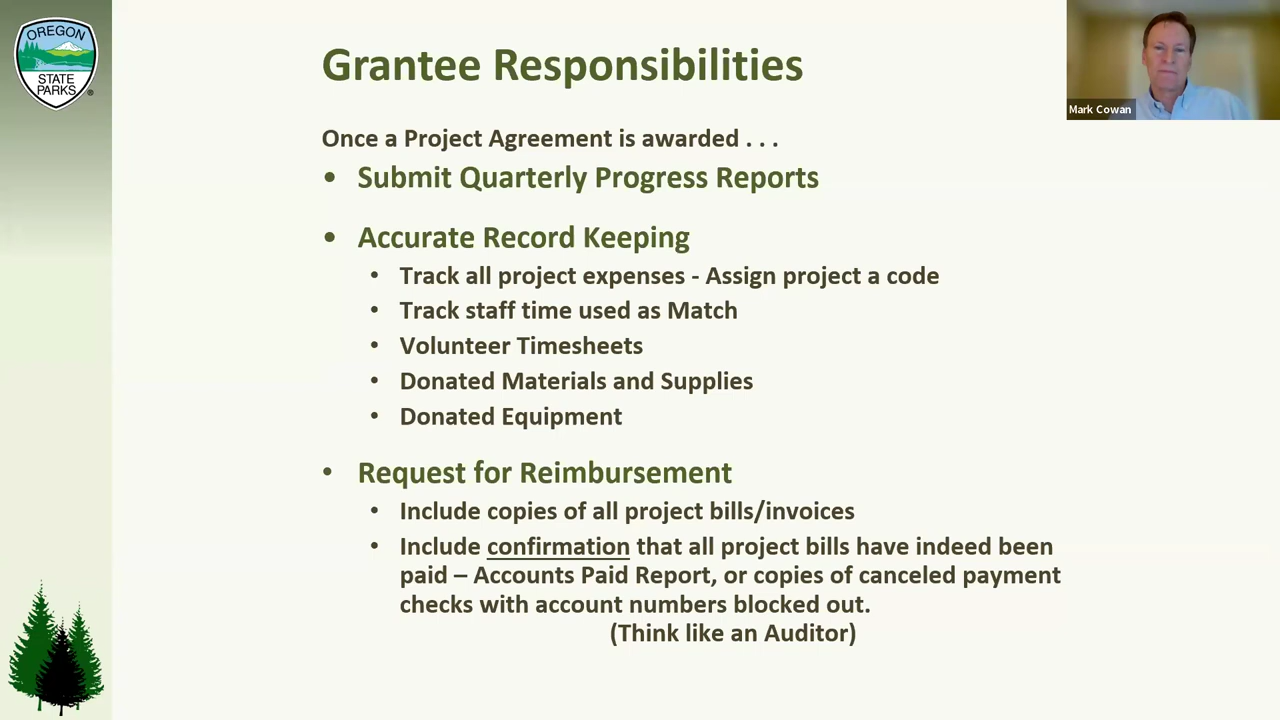 OREGON
STATE
PARKS
®
Grantee Responsibilities
Mark Cowan
Once a Project Agreement is awarded . . .
• Submit Quarterly Progress Reports
• Accurate Record Keeping
• Track all project expenses - Assign project a code
• Track staff time used as Match
• Volunteer Timesheets
• Donated Materials and Supplies
• Donated Equipment
• Request for Reimbursement
• Include copies of all project bills/invoices
• Include confirmation that all project bills have indeed been
paid – Accounts Paid Report, or copies of canceled payment
checks with account numbers blocked out.
(Think like an Auditor)